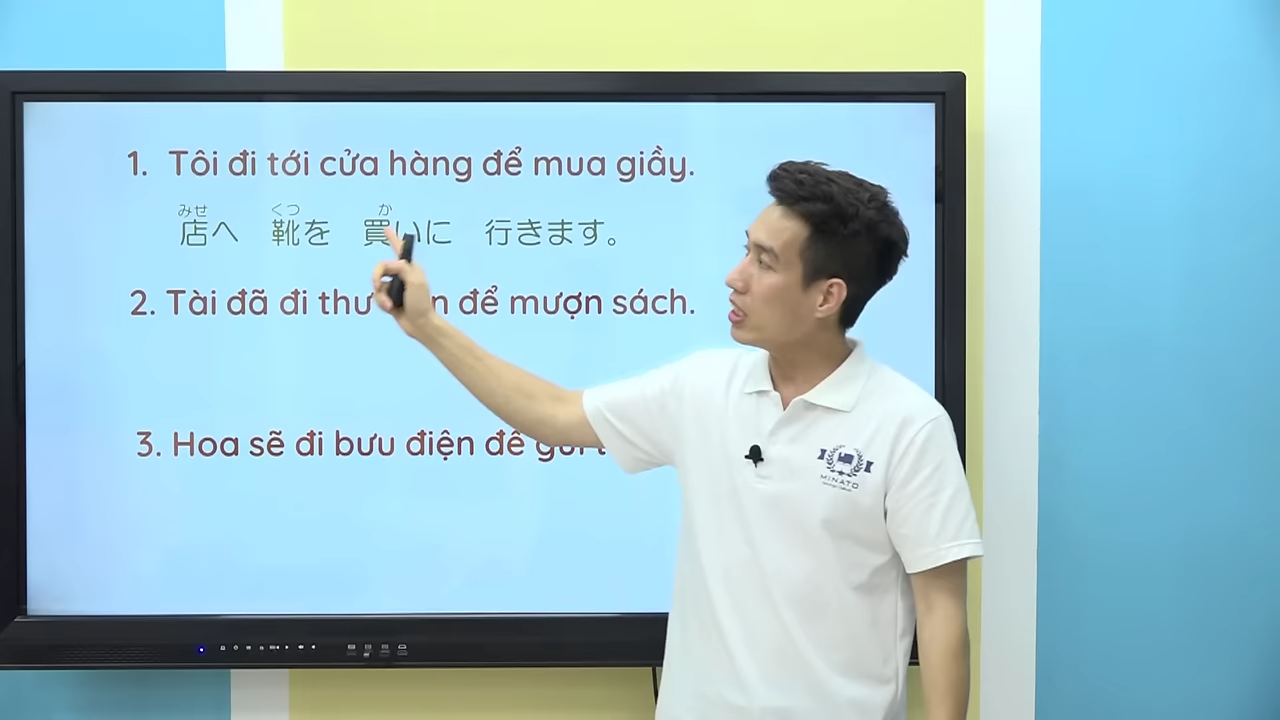 1. Tôi đi tới cửa hàng để mua giầy.
みせ くつ か
店へ 靴を 買いに 行きます。
2. Tài đã đi thư để mượn sách.
3. Hoa sẽ đi bưu điện để gửi
MINATO